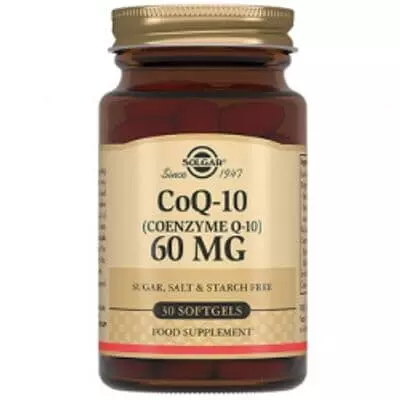 SOLGAR
Since 1947
CoQ-10
(COENZYME Q-10)
60 MG
SUGAR, SALT & STARCH FREE
30 SOFTGELS
FOOD SUPPLEMENT